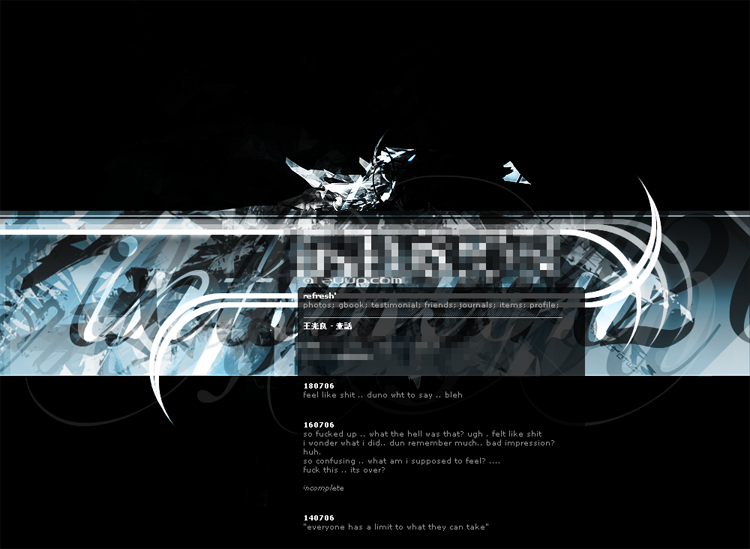 refresh'
photos; gbook; testimonial; friends; journals; items; profile;
王光良 - 童話
180706
feel like shit .. duno wht to say .. bleh
160706
so fucked up .. what the hell was that? ugh . felt like shit
i wonder what i did.. dun remember much.. bad impression?
huh.
so confusing .. what am i supposed to feel? ....
fuck this .. its over?
incomplete
140706
"everyone has a limit to what they can take"